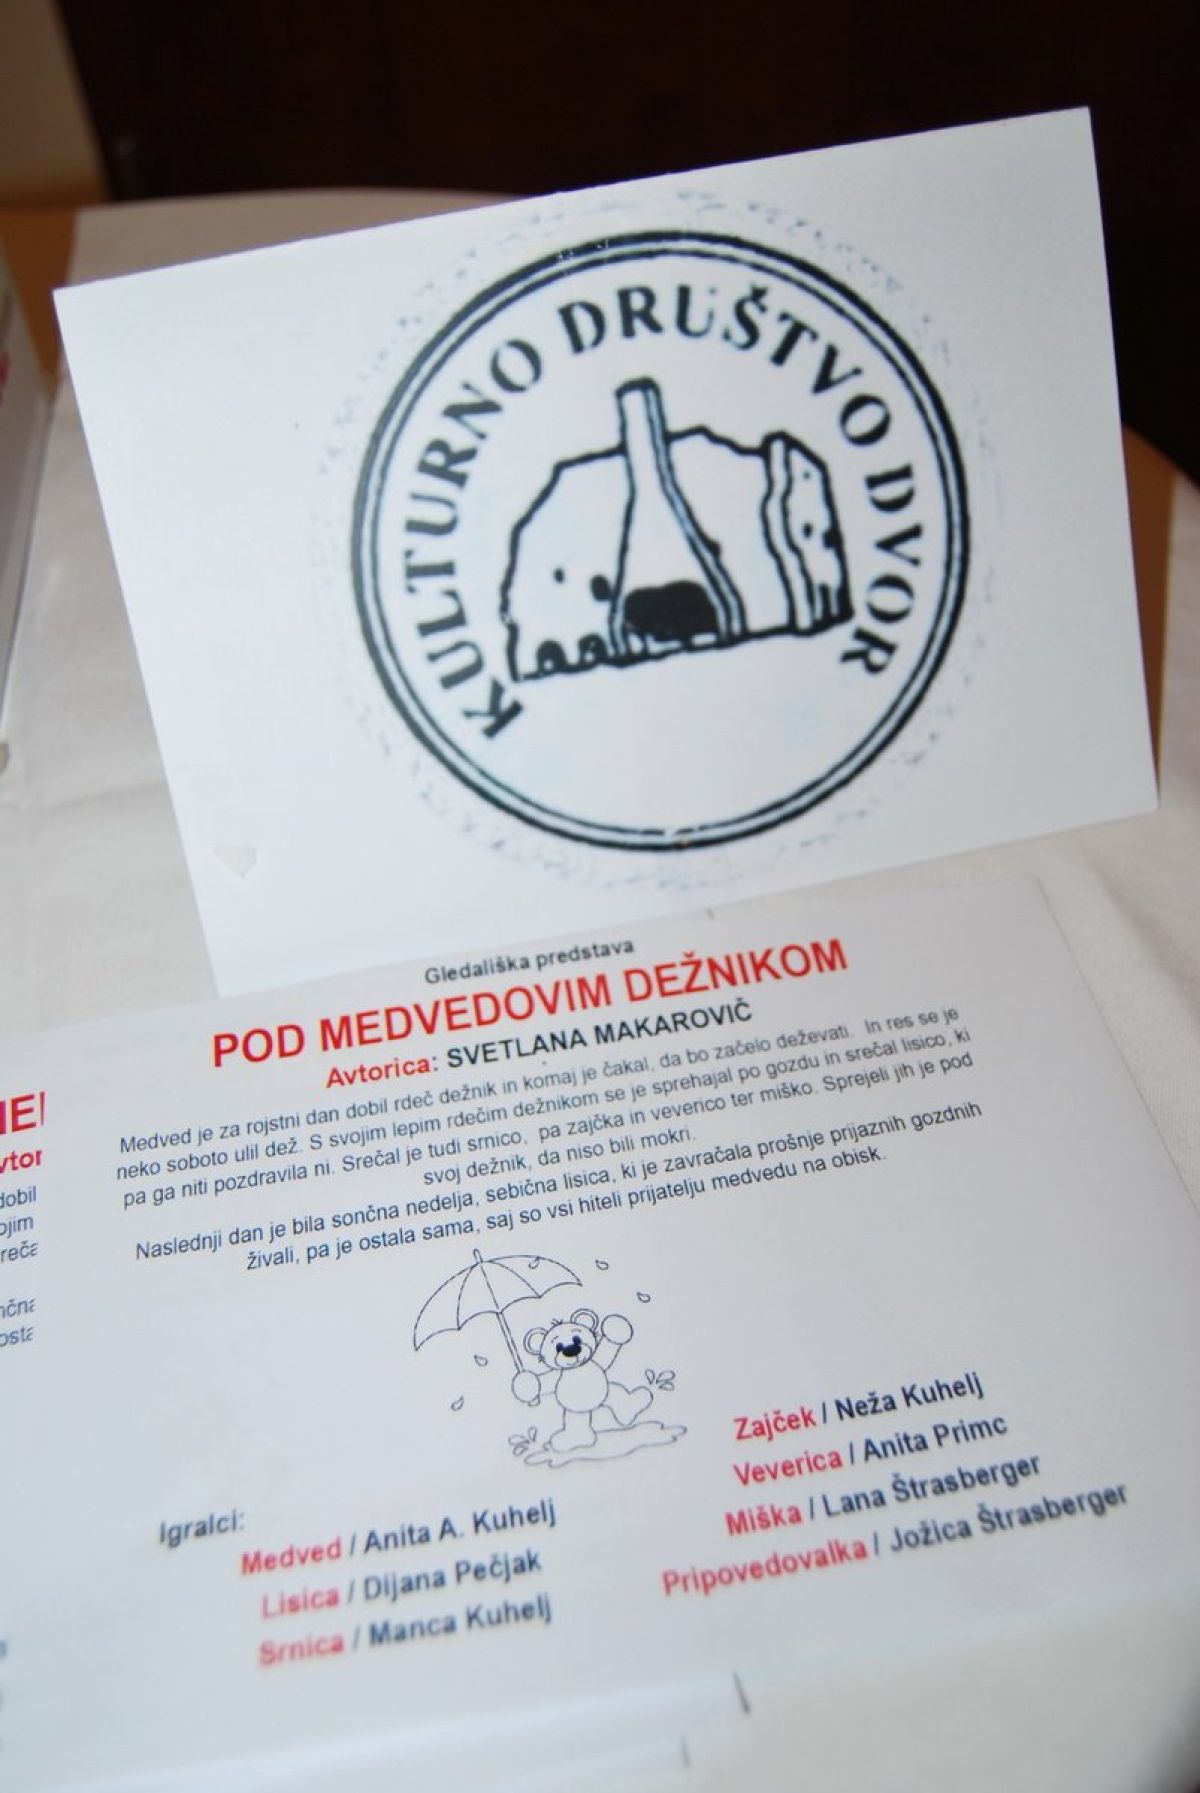 KULTURNO DRUŠTVO DVOR
Gledališka predstava
POD MEDVEDOVIM DEŽNIKOM
Avtorica: SVETLANA MAKAROVIČ
Medved je za rojstni dan dobil rdeč dežnik in komaj je čakal, da bo začelo deževati. In res se je
neko soboto ulil dež. S svojim lepim rdečim dežnikom se je sprehajal po gozdu in srečal lisico, ki
pa ga niti pozdravila ni. Srečal je tudi srnico, pa zajčka in veverico ter miško. Sprejeli jih je pod
svoj dežnik, da niso bili mokri.
Naslednji dan je bila sončna nedelja, sebična lisica, ki je zavračala prošnje prijaznih gozdnih
živali, pa je ostala sama, saj so vsi hiteli prijatelju medvedu na obisk.
Igralci:
Medved / Anita A. Kuhelj
Lisica / Dijana Pečjak
Srnica / Manca Kuhelj
Zajček / Neža Kuhelj
Veverica / Anita Primc
Miška / Lana Štrasberger
Pripovedovalka / Jožica Štrasberger